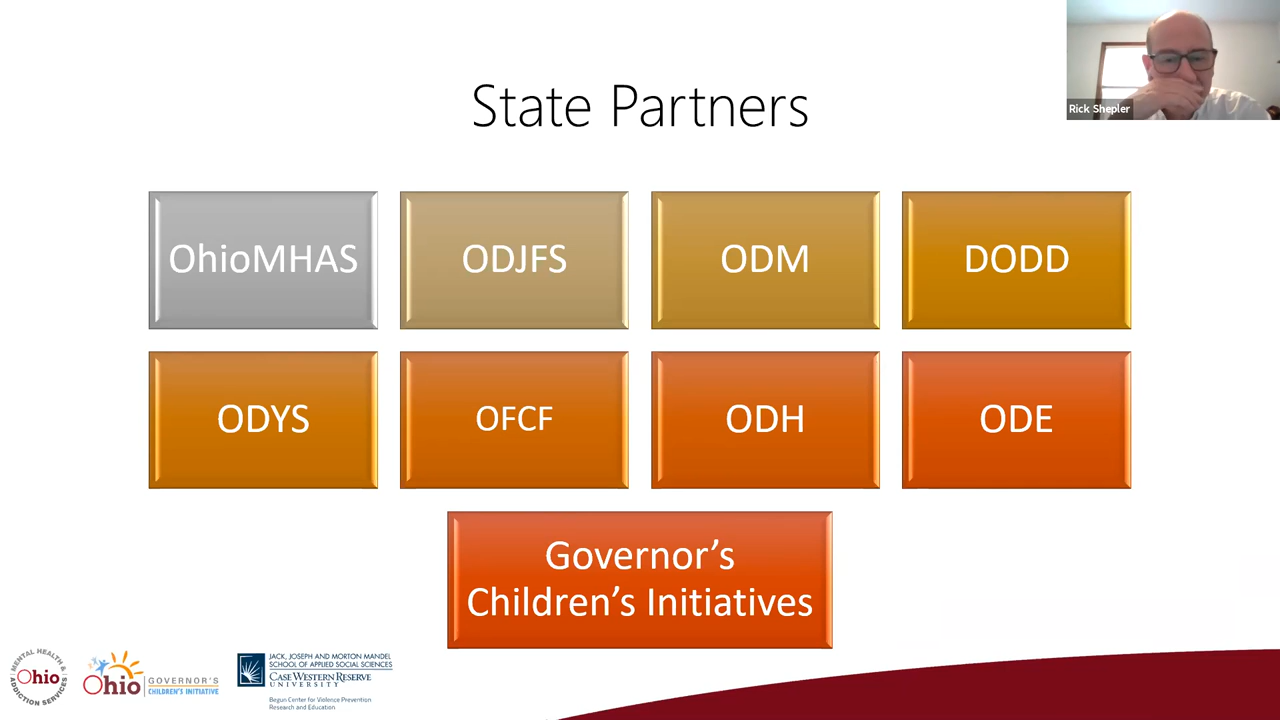 State Partners
Rick Shepler
OhioMHAS
ODJFS
ODM
DODD
ODYS
OFCF
ODH
ODE
Governor's
Children's Initiatives
MENTAL HEALTH &
Ohio
ADDICTION SERVICES
Ohio
GOVERNOR'S
CHILDREN'S INITIATIVE
JACK, JOSEPH AND MORTON MANDEL
SCHOOL OF APPLIED SOCIAL SCIENCES
CASE WESTERN RESERVE
UNIVERSITY
Begun Center for Violence Prevention
Research and Education